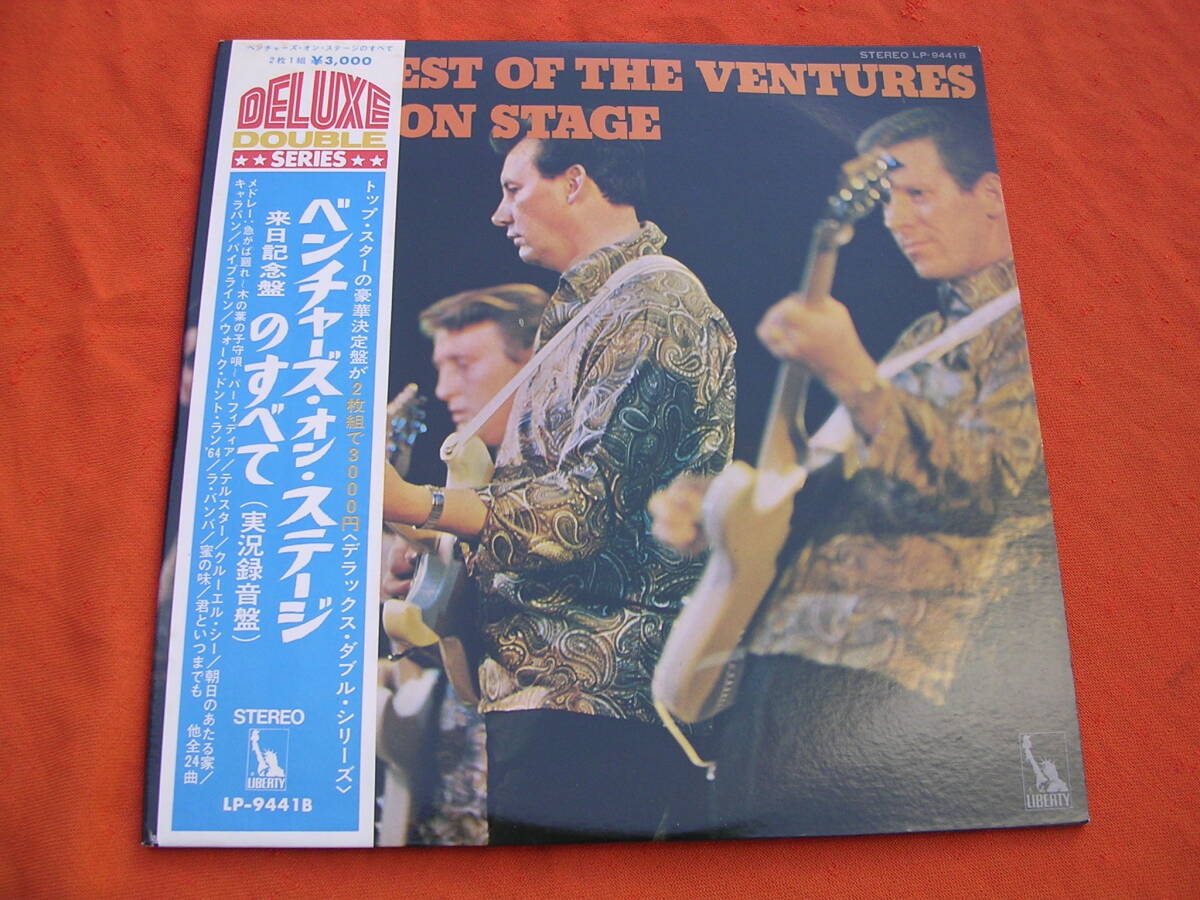 ベンチャーズ・オン・ステージのすべて
2枚1組 ¥3,000
DELUXE
DOUBLE
★★SERIES★★
トップ・スターの豪華決定盤が2枚組で3000円〈デラックス・ダブル・シリーズ〉
ベンチャーズ・オン・ステージ
のすべて(実況録音盤)
来日記念盤
メドレー:急がば廻れ~木の葉の子守唄~パーフィディア/テルスター/クルーエル・シー/朝日のあたる家/
キャラバン/パイプライン/ウォーク・ドント・ラン'64/ラ・バンバ/蜜の味/君といつまでも 他全24曲
STEREO
LIBERTY
LP-9441B
STEREO LP-9441B
EST OF THE VENTURES
ON STAGE
LIBERTY